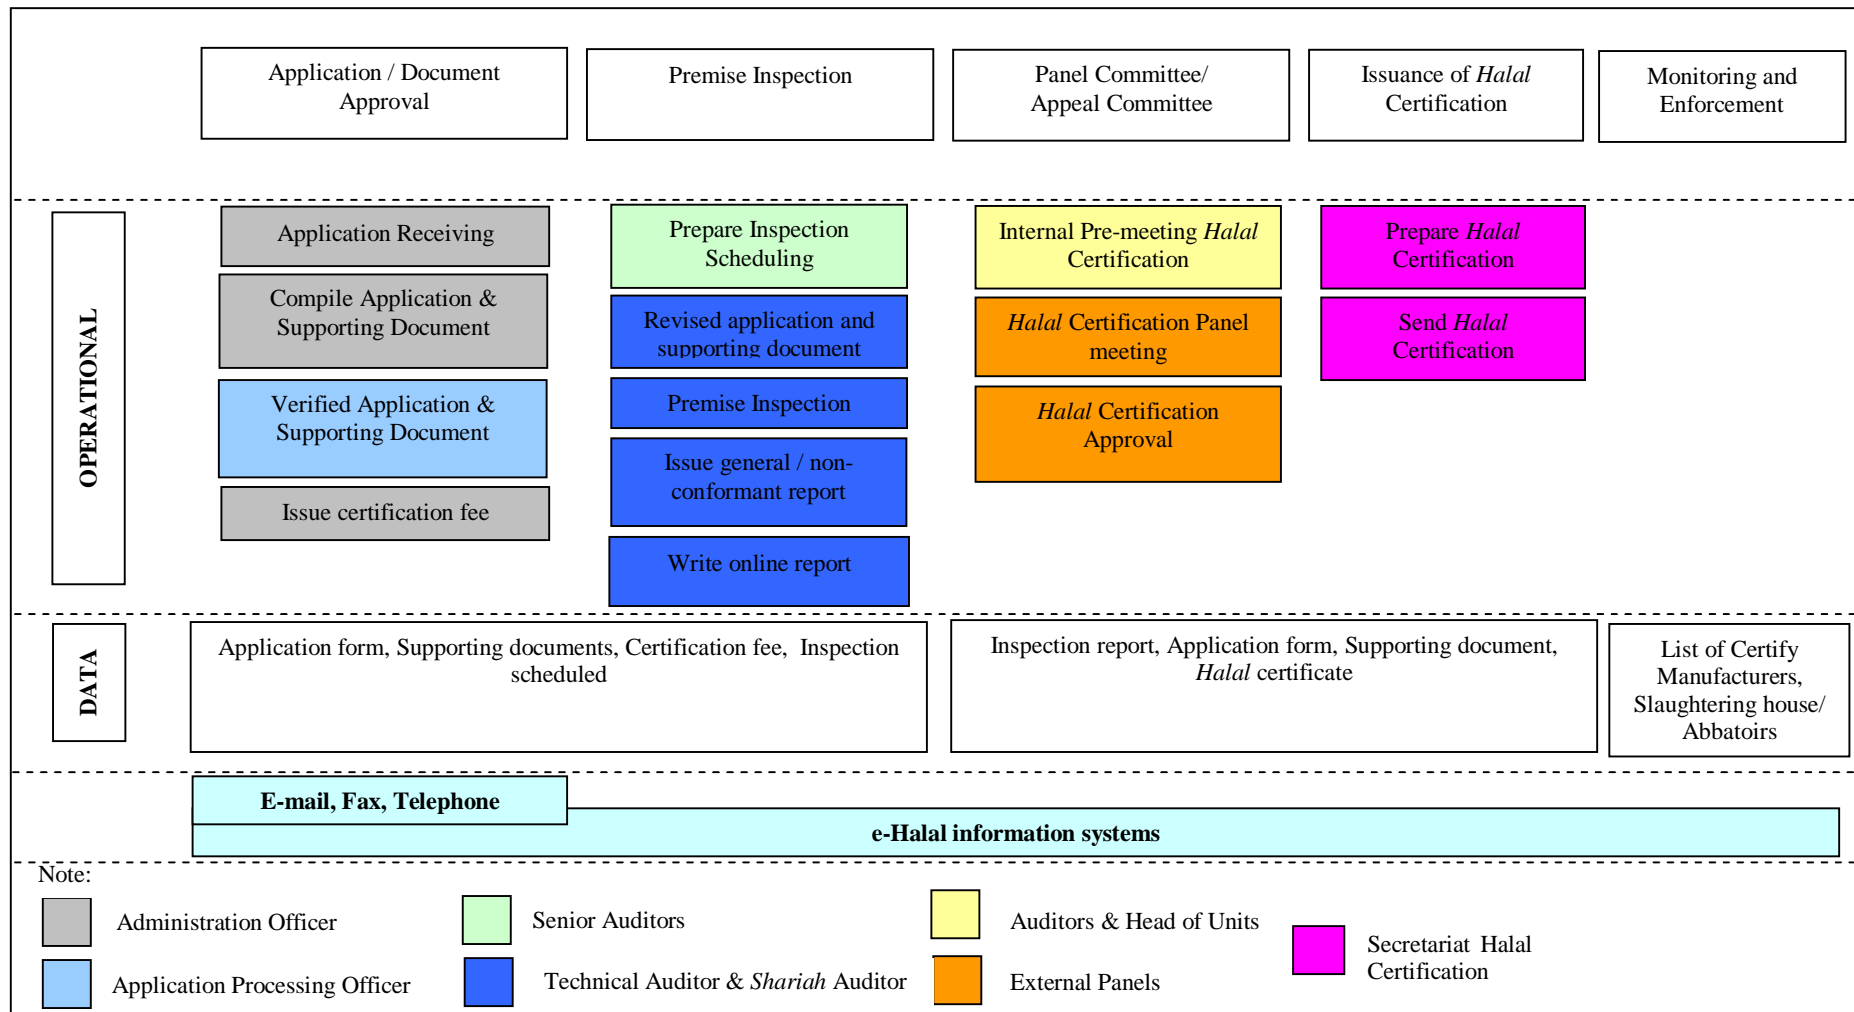 Application / Document
Approval
Premise Inspection
Panel Committee/
Appeal Committee
Issuance of Halal
Certification
Monitoring and
Enforcement
OPERATIONAL
Application Receiving
Compile Application &
Supporting Document
Verified Application &
Supporting Document
Issue certification fee
Prepare Inspection
Scheduling
Revised application and
supporting document
Premise Inspection
Issue general / non-
conformant report
Write online report
Internal Pre-meeting Halal
Certification
Halal Certification Panel
meeting
Halal Certification
Approval
Prepare Halal
Certification
Send Halal
Certification
DATA
Application form, Supporting documents, Certification fee, Inspection
scheduled
Inspection report, Application form, Supporting document,
Halal certificate
List of Certify
Manufacturers,
Slaughtering house/
Abbatoirs
E-mail, Fax, Telephone
e-Halal information systems
Note:
Administration Officer
Senior Auditors
Auditors & Head of Units
Secretariat Halal
Certification
Application Processing Officer
Technical Auditor & Shariah Auditor
External Panels